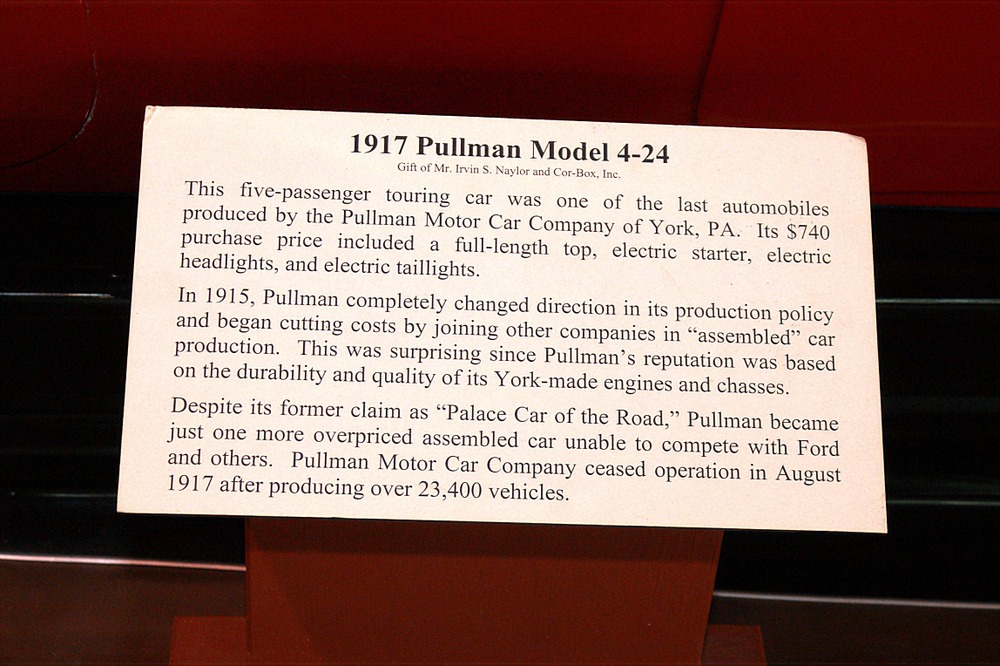 1917 Pullman Model 4-24
Gift of Mr. Irvin S. Naylor and Cor-Box, Inc.
This five-passenger touring car was one of the last automobiles
produced by the Pullman Motor Car Company of York, PA. Its $740
purchase price included a full-length top, electric starter, electric
headlights, and electric taillights.
In 1915, Pullman completely changed direction in its production policy
and began cutting costs by joining other companies in “assembled” car
production. This was surprising since Pullman’s reputation was based
on the durability and quality of its York-made engines and chasses.
Despite its former claim as “Palace Car of the Road,” Pullman became
just one more overpriced assembled car unable to compete with Ford
and others. Pullman Motor Car Company ceased operation in August
1917 after producing over 23,400 vehicles.